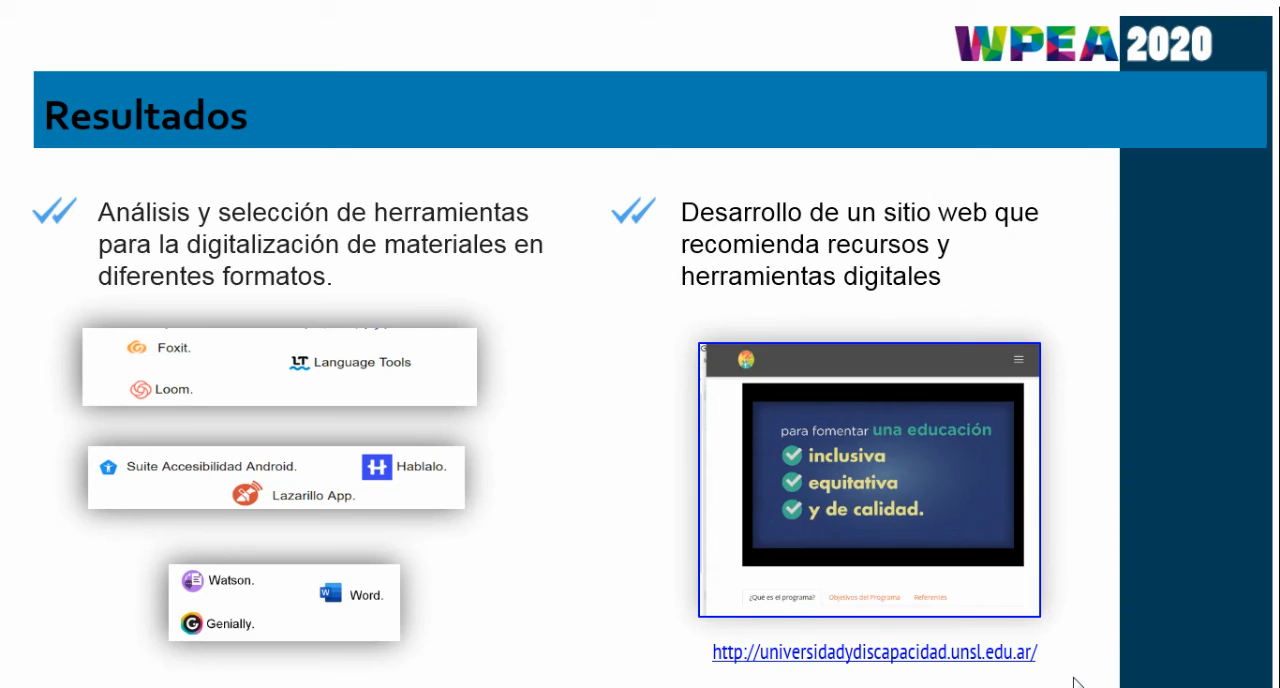 WPEA 2020
Resultados
Análisis y selección de herramientas
para la digitalización de materiales en
diferentes formatos.
Foxit.
LT Language Tools
Loom.
Suite Accesibilidad Android.
Hablalo.
Lazarillo App.
Watson.
W Word.
G Genially.
Desarrollo de un sitio web que
recomienda recursos y
herramientas digitales
para fomentar una educación
inclusiva
equitativa
y de calidad.
¿Qué es el programa? Objetivos del Programa Referentes
http://universidadydiscapacidad.unsl.edu.ar/